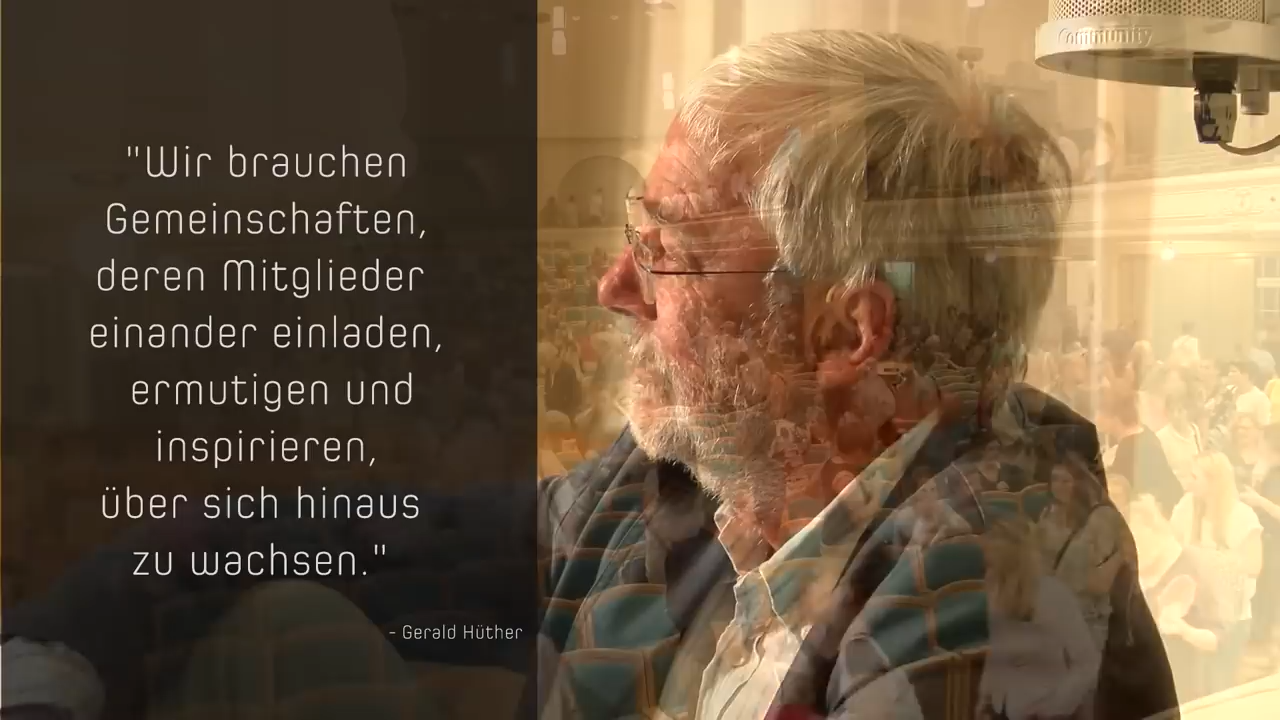 "Wir brauchen
Gemeinschaften,
deren Mitglieder
einander einladen,
ermutigen und
inspirieren,
über sich hinaus
zu wachsen."
- Gerald Hüther
Community